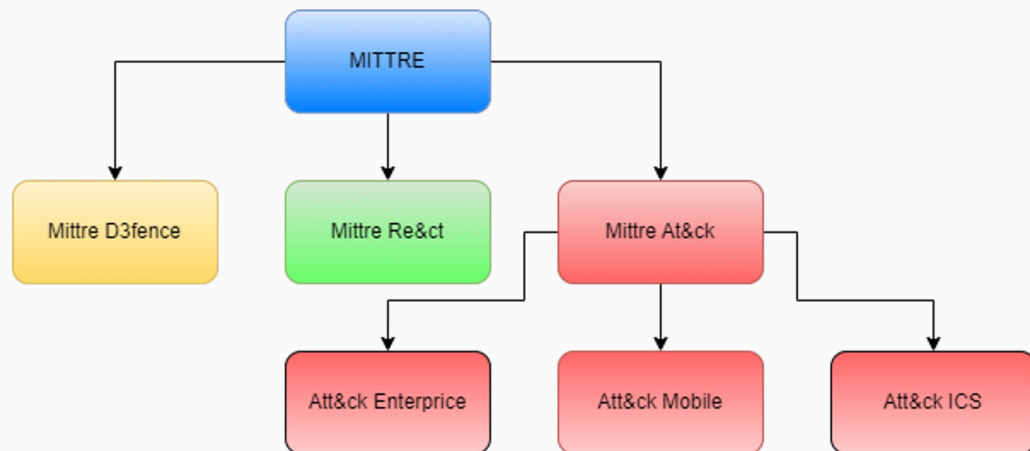 MITTRE
Mittre D3fence
Mittre Re&ct
Mittre At&ck
Att&ck Enterprice
Att&ck Mobile
Att&ck ICS